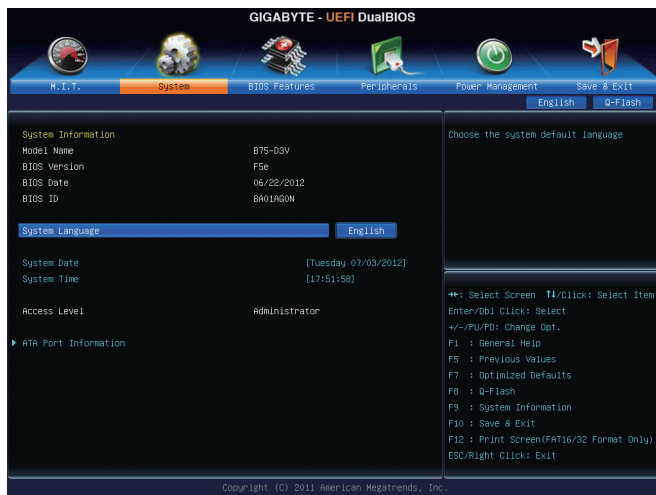 GIGABYTE - UEFI DualBIOS
M.I.T. System BIOS Features Peripherals Power Management Save & Exit
English Q-Flash
System Information
Model Name B75-D3V
BIOS Version F5e
BIOS Date 06/22/2012
BIOS ID 8A01AG0N
System Language English
System Date [Tuesday 07/03/2012]
System Time [17:51:58]
Access Level Administrator
ATA Port Information
Choose the system default language
→←: Select Screen ↑↓/Click: Select Item
Enter/Dbl Click: Select
+/-/PU/PD: Change Opt.
F1 : General Help
F5 : Previous Values
F7 : Optimized Defaults
F8 : Q-Flash
F9 : System Information
F10 : Save & Exit
F12 : Print Screen(FAT16/32 Format Only)
ESC/Right Click: Exit
Copyright (C) 2011 American Megatrends, Inc.